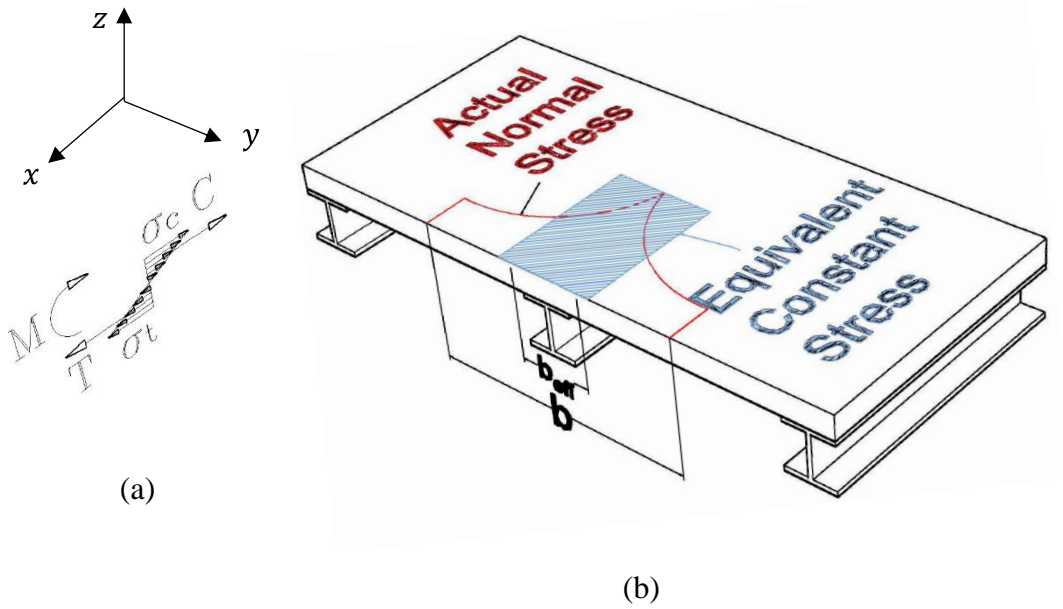 z
x
y
σc C
M
T σt
(a)
Actual
Normal
Stress
Equivalent
Constant
Stress
beff
b
(b)